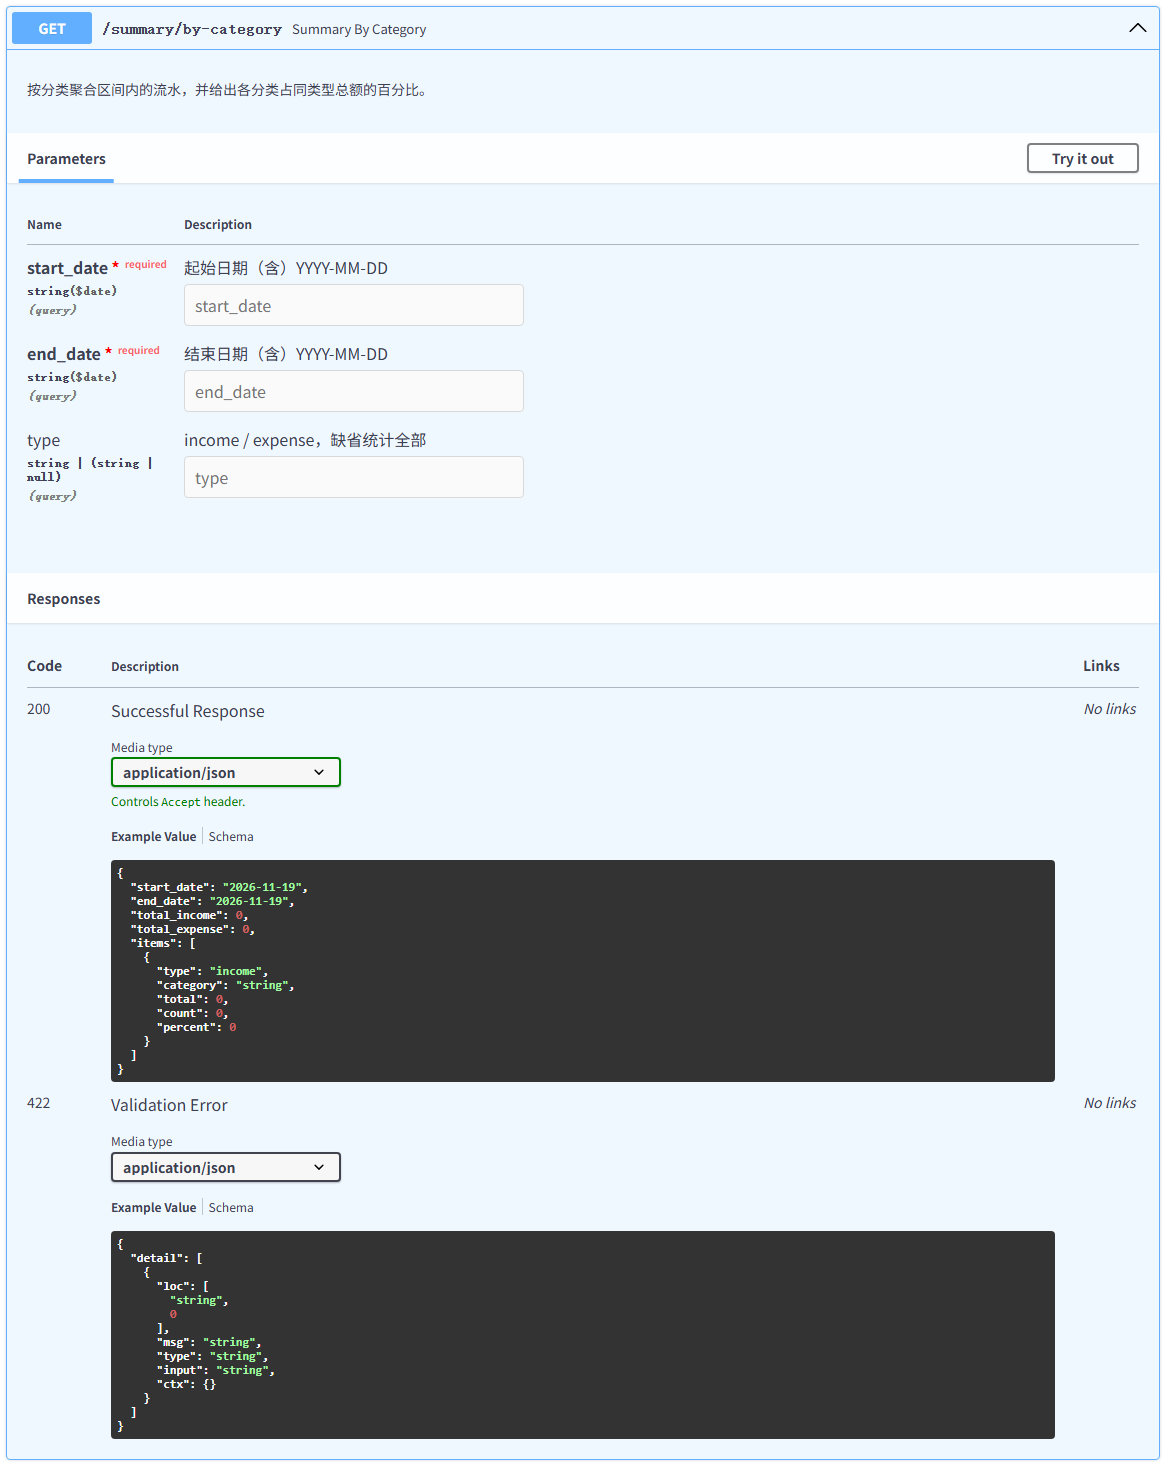 GET /summary/by-category Summary By Category
按分类聚合区间内的流水，并给出各分类占同类型总额的百分比。
Parameters
Try it out
Name Description
start_date * required
string($date)
(query)
起始日期（含）YYYY-MM-DD
start_date
end_date * required
string($date)
(query)
结束日期（含）YYYY-MM-DD
end_date
type
string | (string |
null)
(query)
income / expense，缺省统计全部
type
Responses
Code Description Links
200 Successful Response No links
Media type
application/json
Controls Accept header.
Example Value Schema
{
  "start_date": "2026-11-19",
  "end_date": "2026-11-19",
  "total_income": 0,
  "total_expense": 0,
  "items": [
    {
      "type": "income",
      "category": "string",
      "total": 0,
      "count": 0,
      "percent": 0
    }
  ]
}
422 Validation Error No links
Media type
application/json
Example Value Schema
{
  "detail": [
    {
      "loc": [
        "string",
        0
      ],
      "msg": "string",
      "type": "string",
      "input": "string",
      "ctx": {}
    }
  ]
}